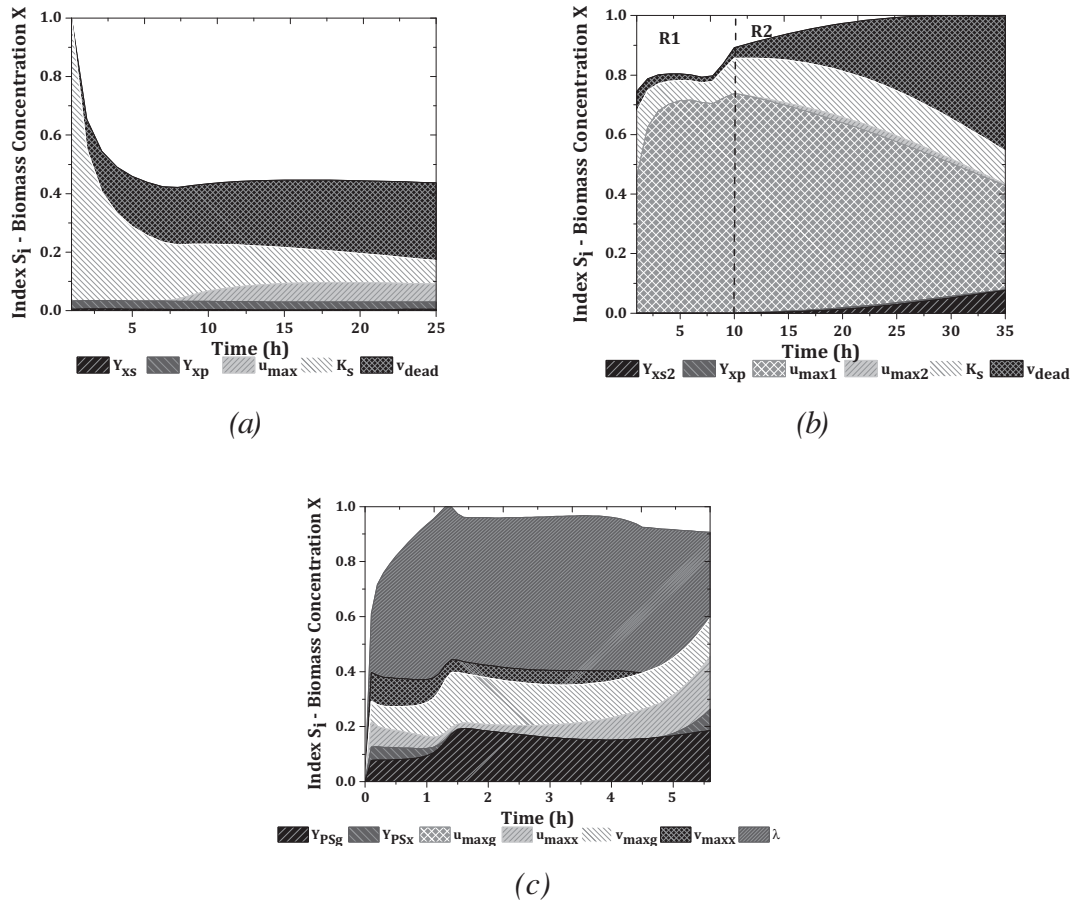 Index Si - Biomass Concentration X
1.0
0.8
0.6
0.4
0.2
0.0
5
10
15
20
25
Time (h)
Yxs Yxp umax Ks vdead
(a)
Index Si - Biomass Concentration X
1.0
0.8
0.6
0.4
0.2
0.0
R1
R2
5
10
15
20
25
30
35
Time (h)
Yxs2 Yxp umax1 umax2 Ks vdead
(b)
Index Si - Biomass Concentration X
1.0
0.8
0.6
0.4
0.2
0.0
0
1
2
3
4
5
Time (h)
YPSg YPSx umaxg umaxx vmaxg vmaxx λ
(c)